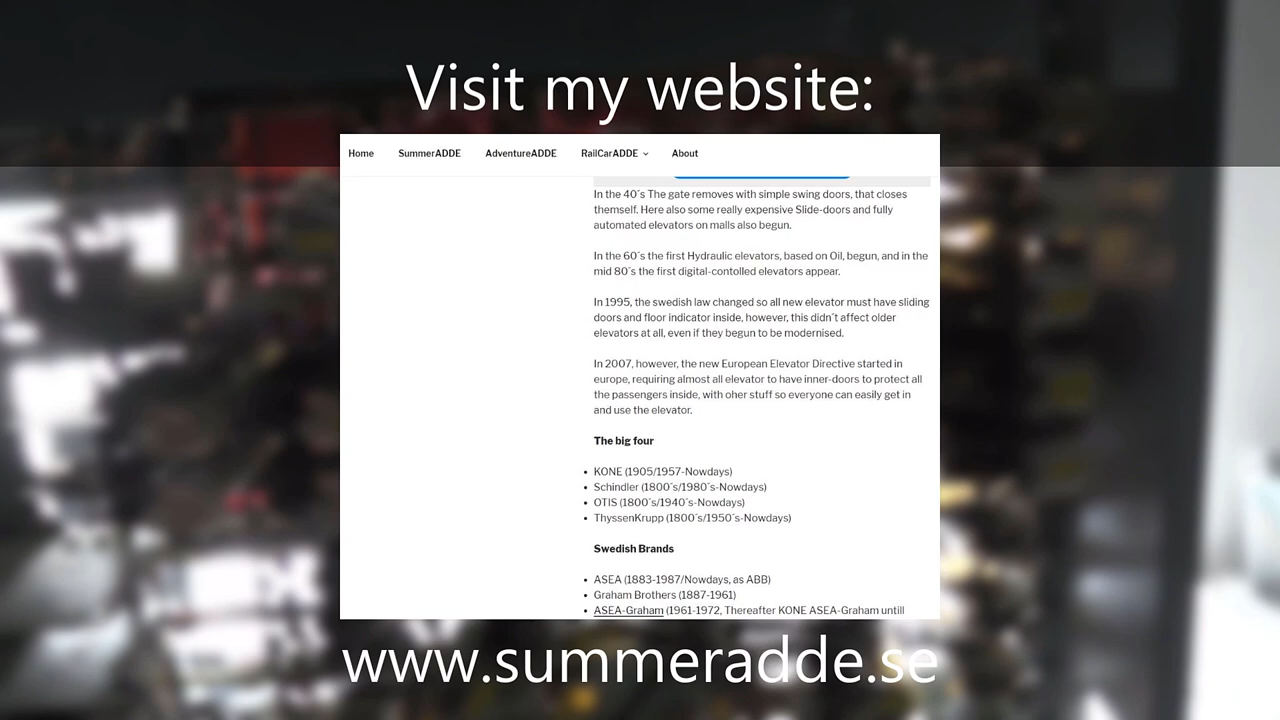 Visit my website:
Home SummerADDE AdventureADDE RailCarADDE About
In the 40´s The gate removes with simple swing doors, that closes
themself. Here also some really expensive Slide-doors and fully
automated elevators on malls also begun.
In the 60´s the first Hydraulic elevators, based on Oil, begun, and in the
mid 80´s the first digital-contolled elevators appear.
In 1995, the swedish law changed so all new elevator must have sliding
doors and floor indicator inside, however, this didn´t affect older
elevators at all, even if they begun to be modernised.
In 2007, however, the new European Elevator Directive started in
europe, requiring almost all elevator to have inner-doors to protect all
the passengers inside, with oher stuff so everyone can easily get in
and use the elevator.
The big four
• KONE (1905/1957-Nowdays)
• Schindler (1800´s/1980´s-Nowdays)
• OTIS (1800´s/1940´s-Nowdays)
• ThyssenKrupp (1800´s/1950´s-Nowdays)
Swedish Brands
• ASEA (1883-1987/Nowdays, as ABB)
• Graham Brothers (1887-1961)
• ASEA-Graham (1961-1972, Thereafter KONE ASEA-Graham untill
www.summeradde.se